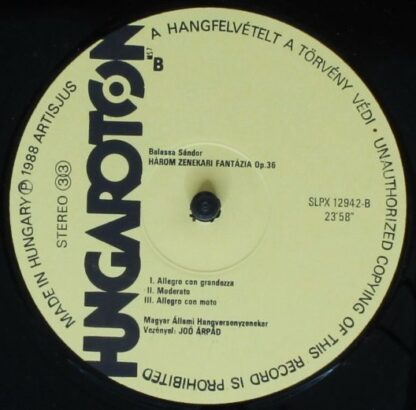 HUNGAROTON
MADE IN HUNGARY Ⓟ 1988 ARTISJUS
A HANGFELVÉTELT A TÖRVÉNY VÉDI • UNAUTHORIZED COPYING OF THIS RECORD IS PROHIBITED
STEREO 33
B
Balassa Sándor
HÁROM ZENEKARI FANTÁZIA Op.36
SLPX 12942-B
23'58"
I. Allegro con grandezza
II. Moderato
III. Allegro con moto
Magyar Állami Hangversenyzenekar
Vezényel: JOÓ ÁRPÁD